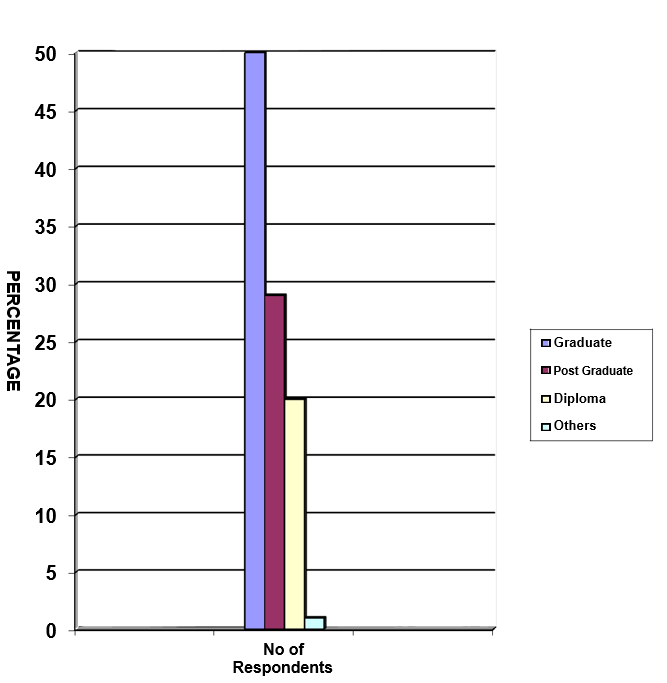 50
45
40
35
30
25
20
15
10
5
0
PERCENTAGE
No of
Respondents
Graduate
Post Graduate
Diploma
Others